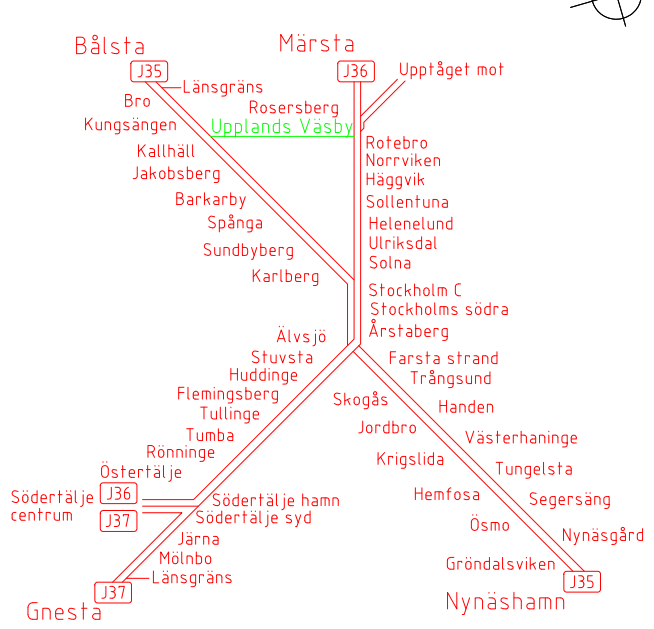 Bålsta
Märsta
J35
J36
Upptåget mot
Länsgräns
Bro
Rosersberg
Kungsängen
Upplands Väsby
Kallhäll
Rotebro
Norrviken
Jakobsberg
Häggvik
Barkarby
Sollentuna
Spånga
Helenelund
Ulriksdal
Sundbyberg
Solna
Karlberg
Stockholm C
Stockholms södra
Årstaberg
Älvsjö
Stuvsta
Farsta strand
Huddinge
Trångsund
Flemingsberg
Skogås
Handen
Tullinge
Jordbro
Tumba
Västerhaninge
Rönninge
Krigslida
Östertälje
Tungelsta
J36
Södertälje
centrum
Södertälje hamn
Hemfosa
Segersäng
J37
Södertälje syd
Ösmo
Nynäsgård
Järna
Mölnbo
Gröndalsviken
Länsgräns
J37
J35
Gnesta
Nynäshamn